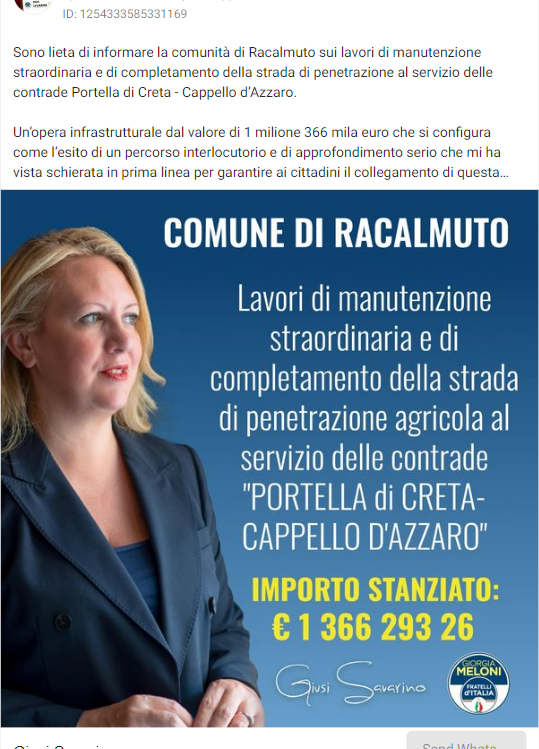 ID: 1254333585331169
Sono lieta di informare la comunità di Racalmuto sui lavori di manutenzione
straordinaria e di completamento della strada di penetrazione al servizio delle
contrade Portella di Creta - Cappello d'Azzaro.
Un'opera infrastrutturale dal valore di 1 milione 366 mila euro che si configura
come l'esito di un percorso interlocutorio e di approfondimento serio che mi ha
vista schierata in prima linea per garantire ai cittadini il collegamento di questa...
COMUNE DI RACALMUTO
Lavori di manutenzione
straordinaria e di
completamento della strada
di penetrazione agricola al
servizio delle contrade
"PORTELLA di CRETA-
CAPPELLO D'AZZARO"
IMPORTO STANZIATO:
€ 1 366 293 26
Giusi Savarino
GIORGIA
MELONI
FRATELLI
d'ITALIA